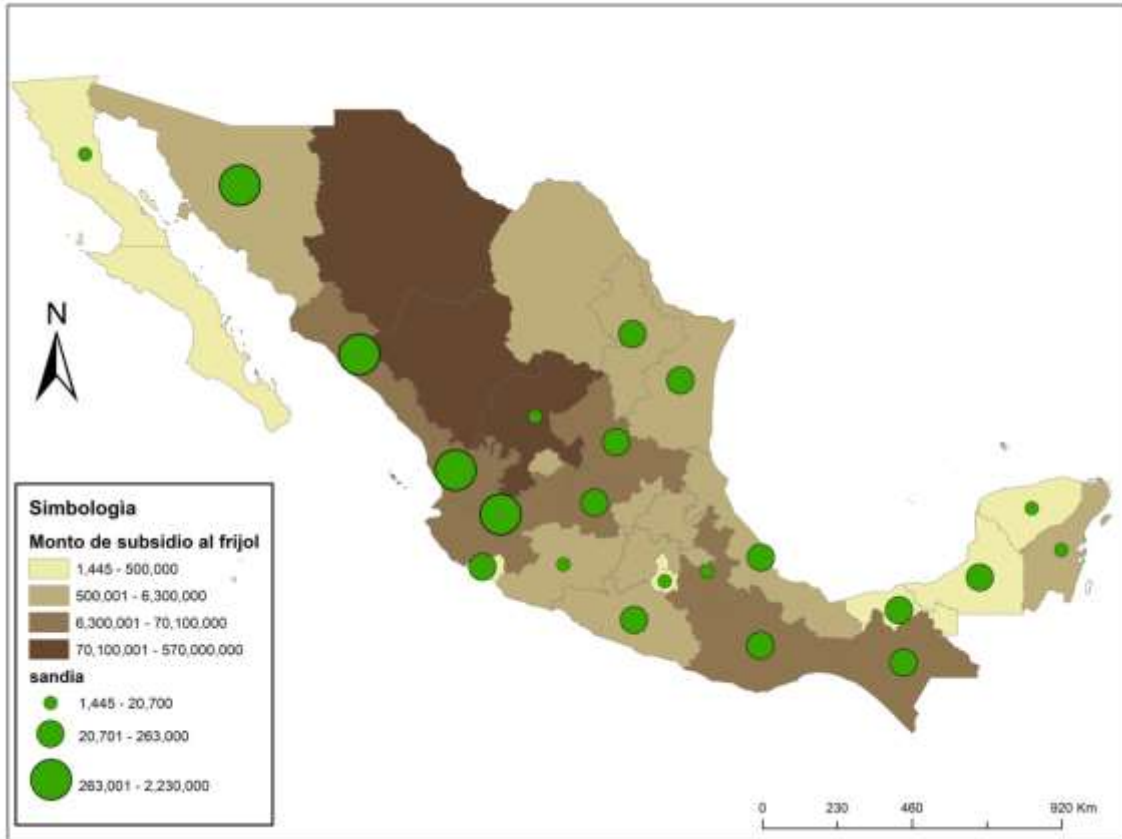 N
Simbología
Monto de subsidio al frijol
1,445 - 500,000
500,001 - 6,300,000
6,300,001 - 70,100,000
70,100,001 - 570,000,000
sandia
1,445 - 20,700
20,701 - 263,000
263,001 - 2,230,000
0 230 460 920 Km